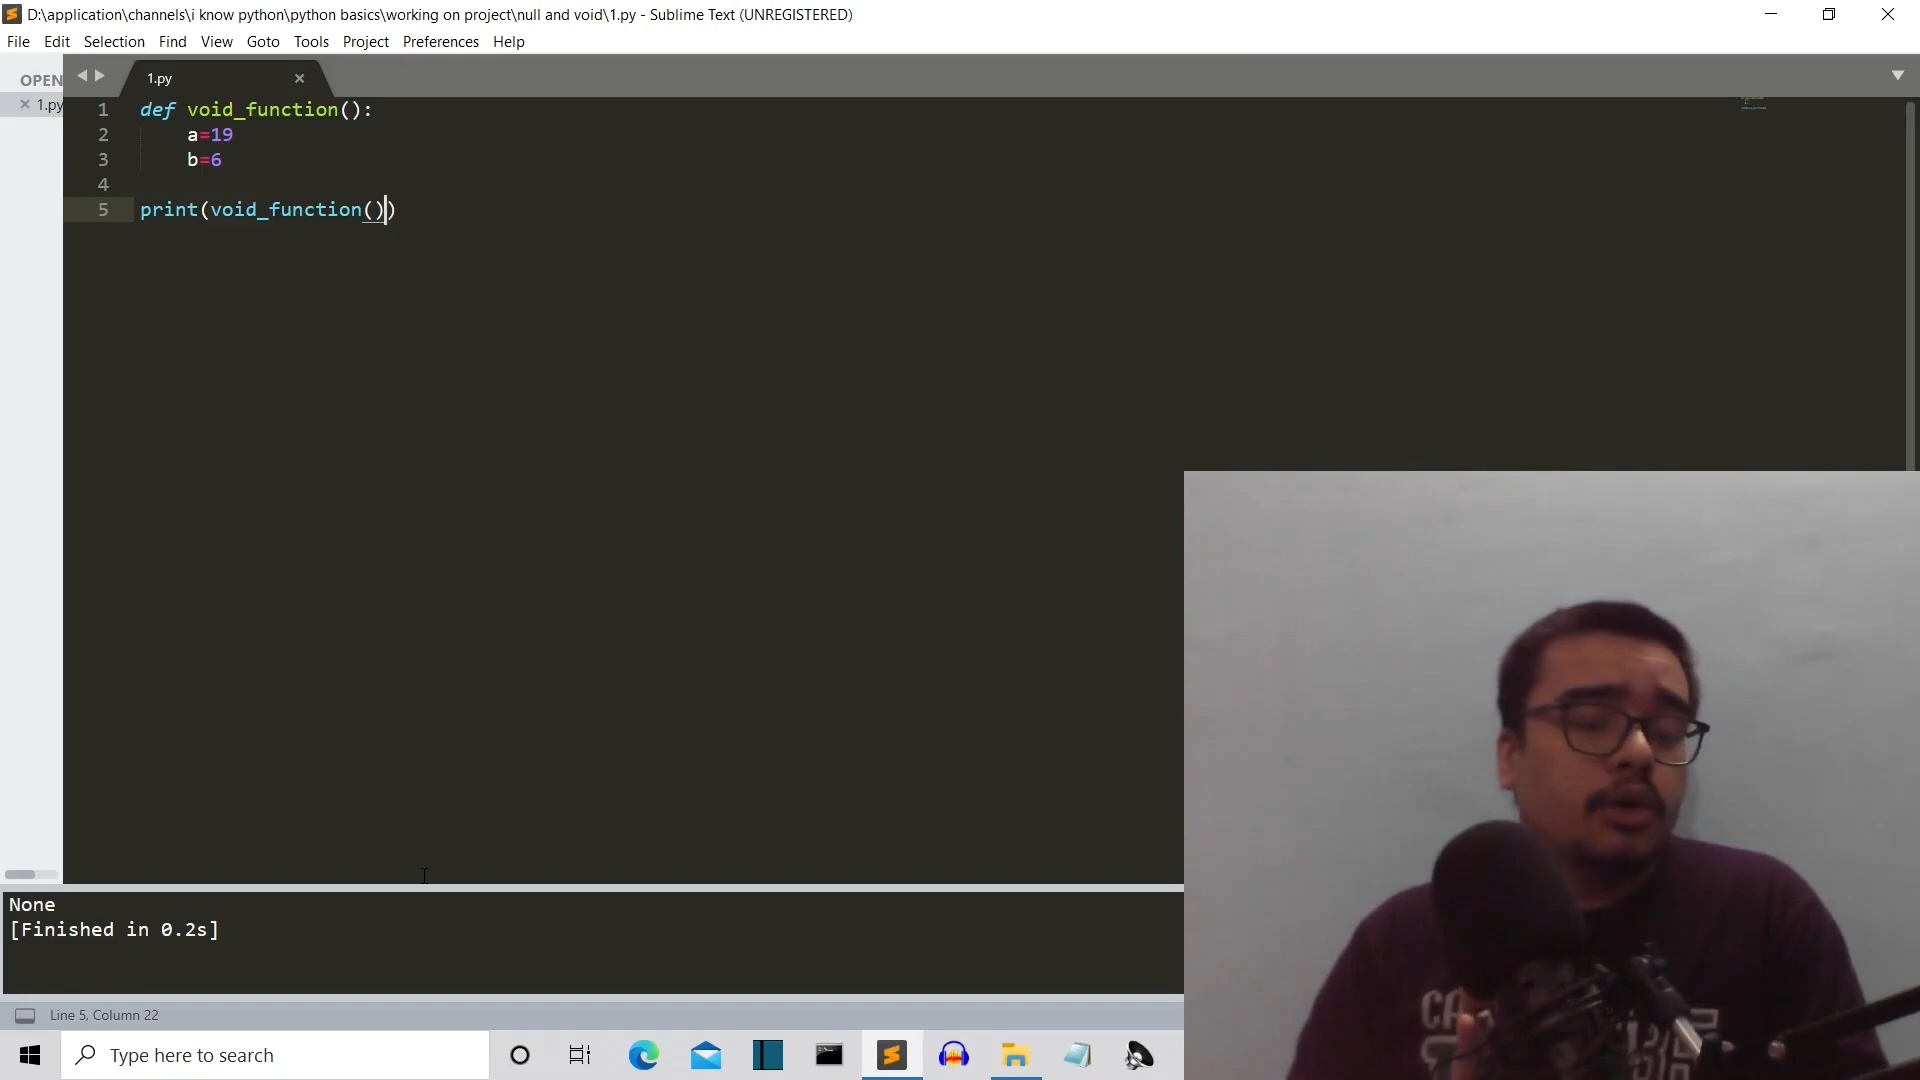 D:\application\channels\i know python\python basics\working on project\null and void\1.py - Sublime Text (UNREGISTERED)
File Edit Selection Find View Goto Tools Project Preferences Help
OPEN
1.py
1.py
1 def void_function():
2 a=19
3 b=6
4
5 print(void_function())
None
[Finished in 0.2s]
Line 5, Column 22
Type here to search